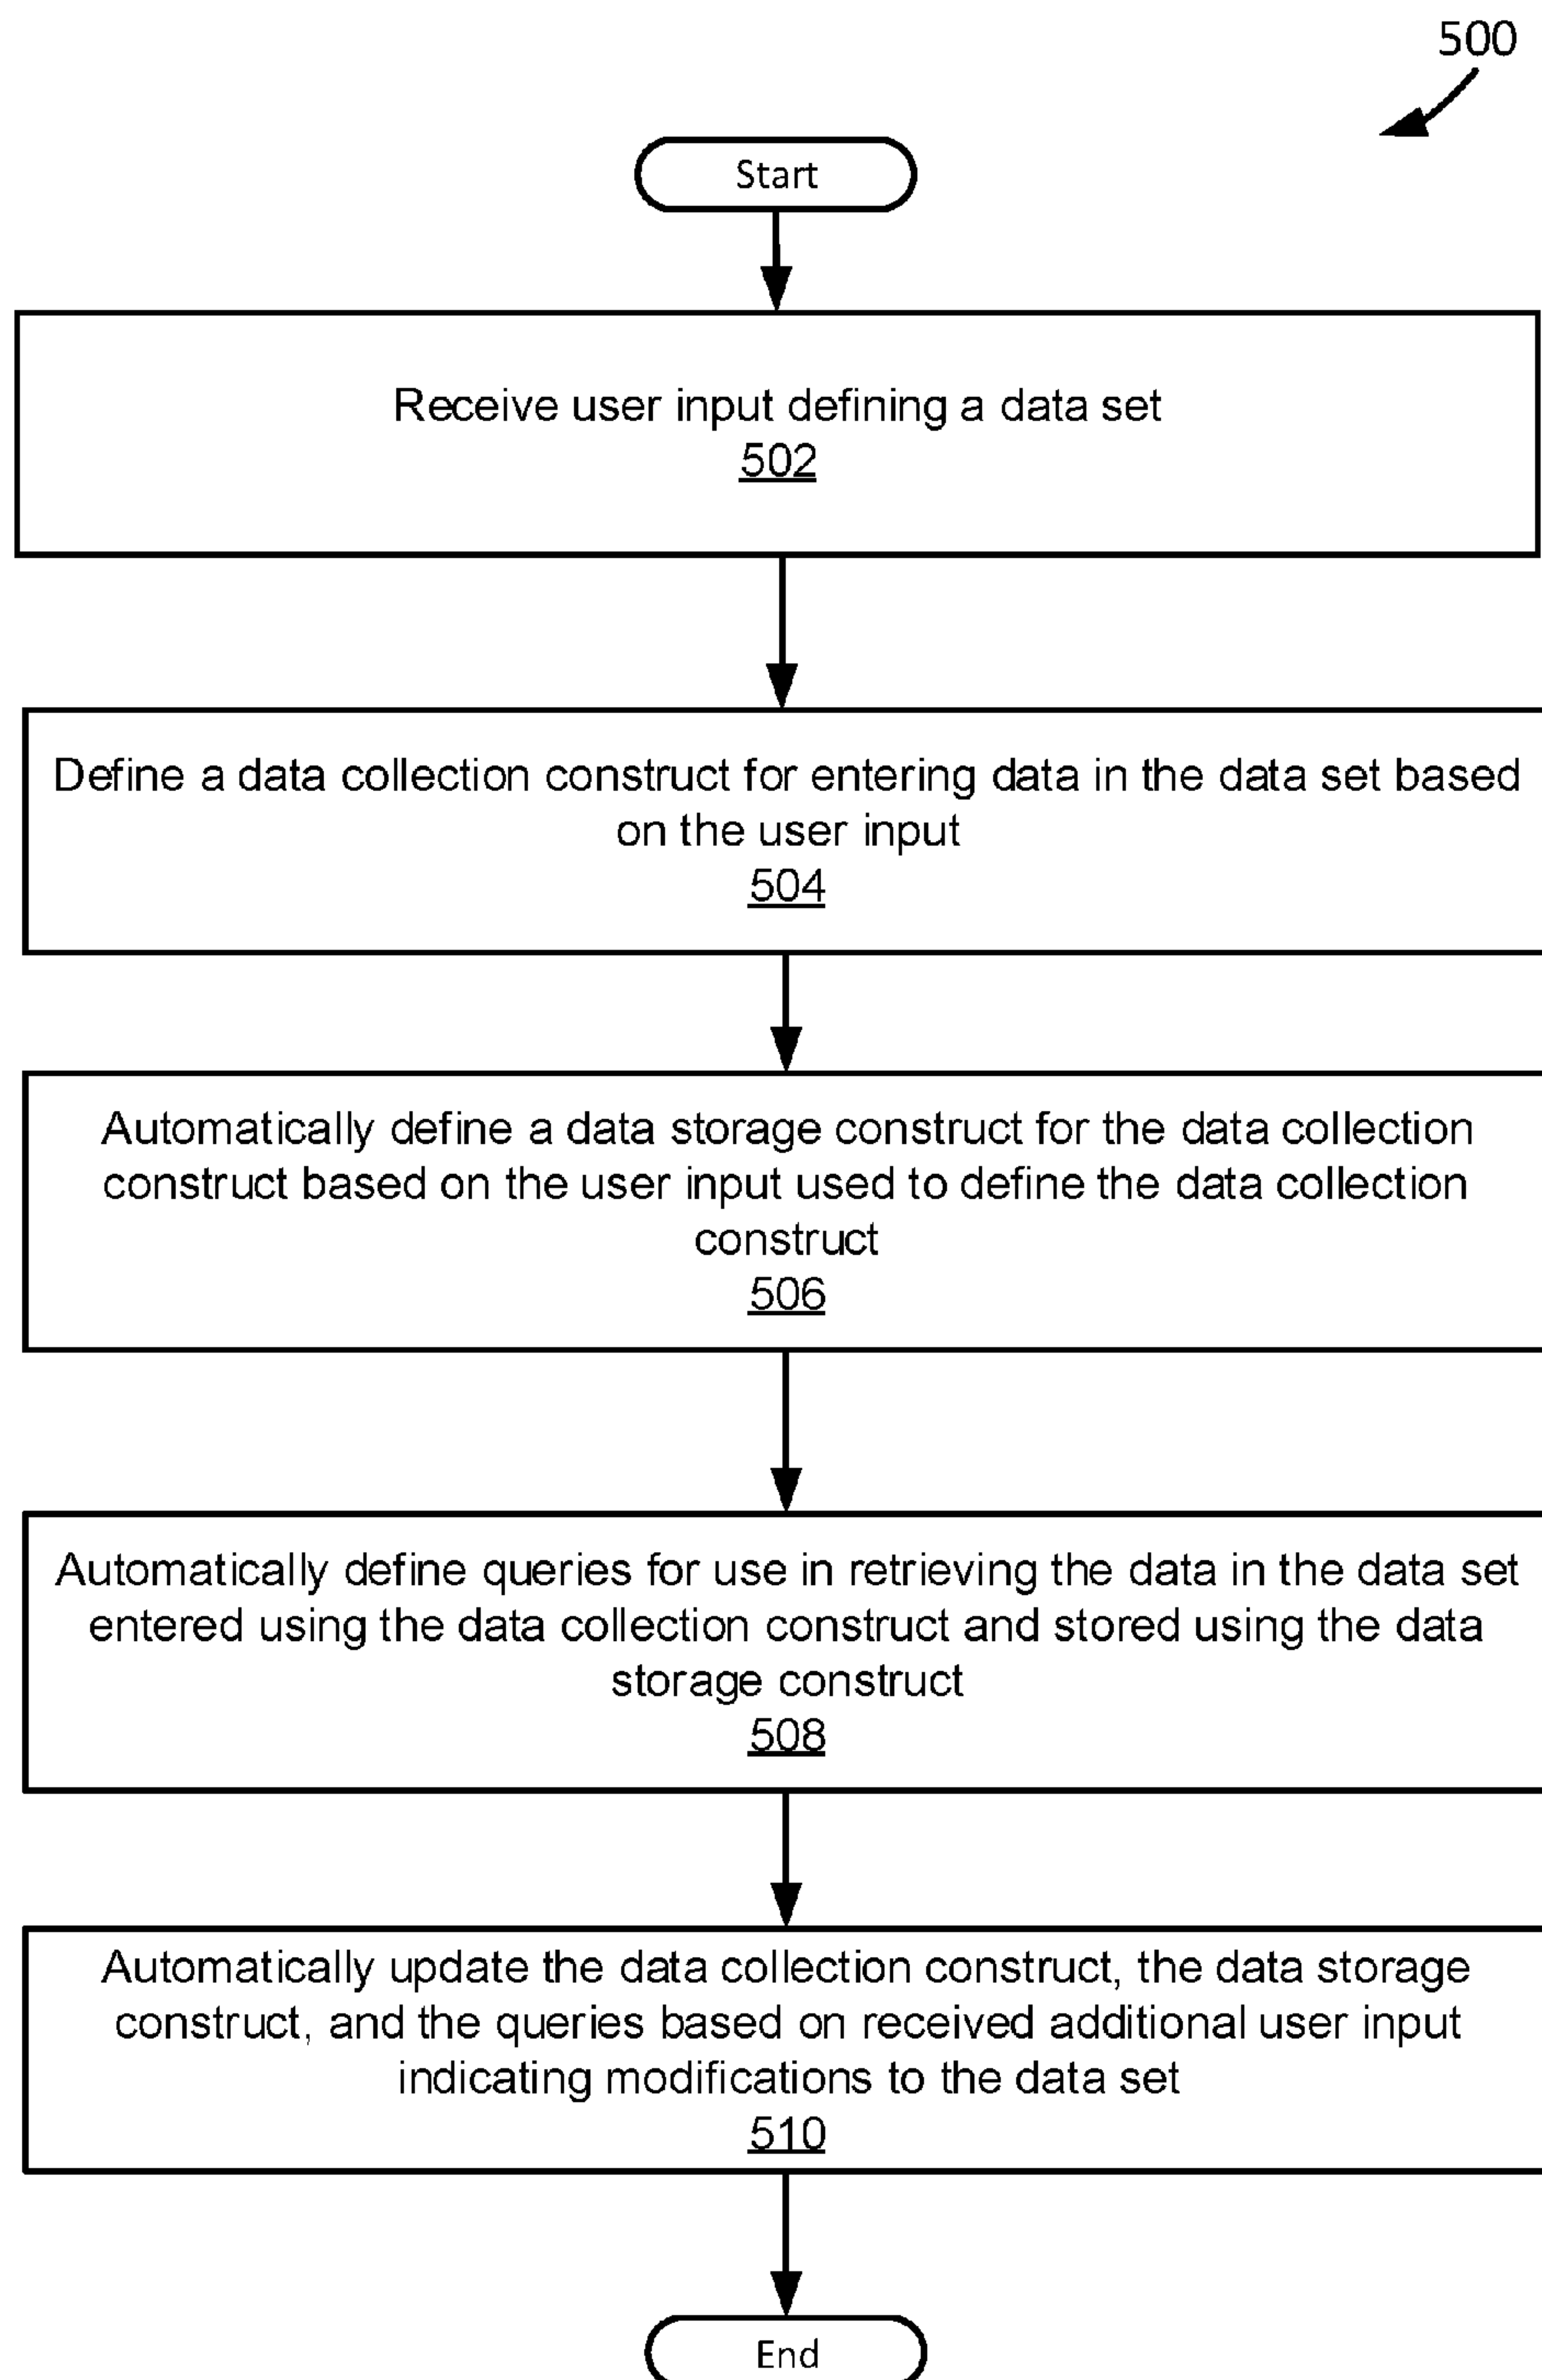 500
Start
Receive user input defining a data set
502
Define a data collection construct for entering data in the data set based
on the user input
504
Automatically define a data storage construct for the data collection
construct based on the user input used to define the data collection
construct
506
Automatically define queries for use in retrieving the data in the data set
entered using the data collection construct and stored using the data
storage construct
508
Automatically update the data collection construct, the data storage
construct, and the queries based on received additional user input
indicating modifications to the data set
510
End